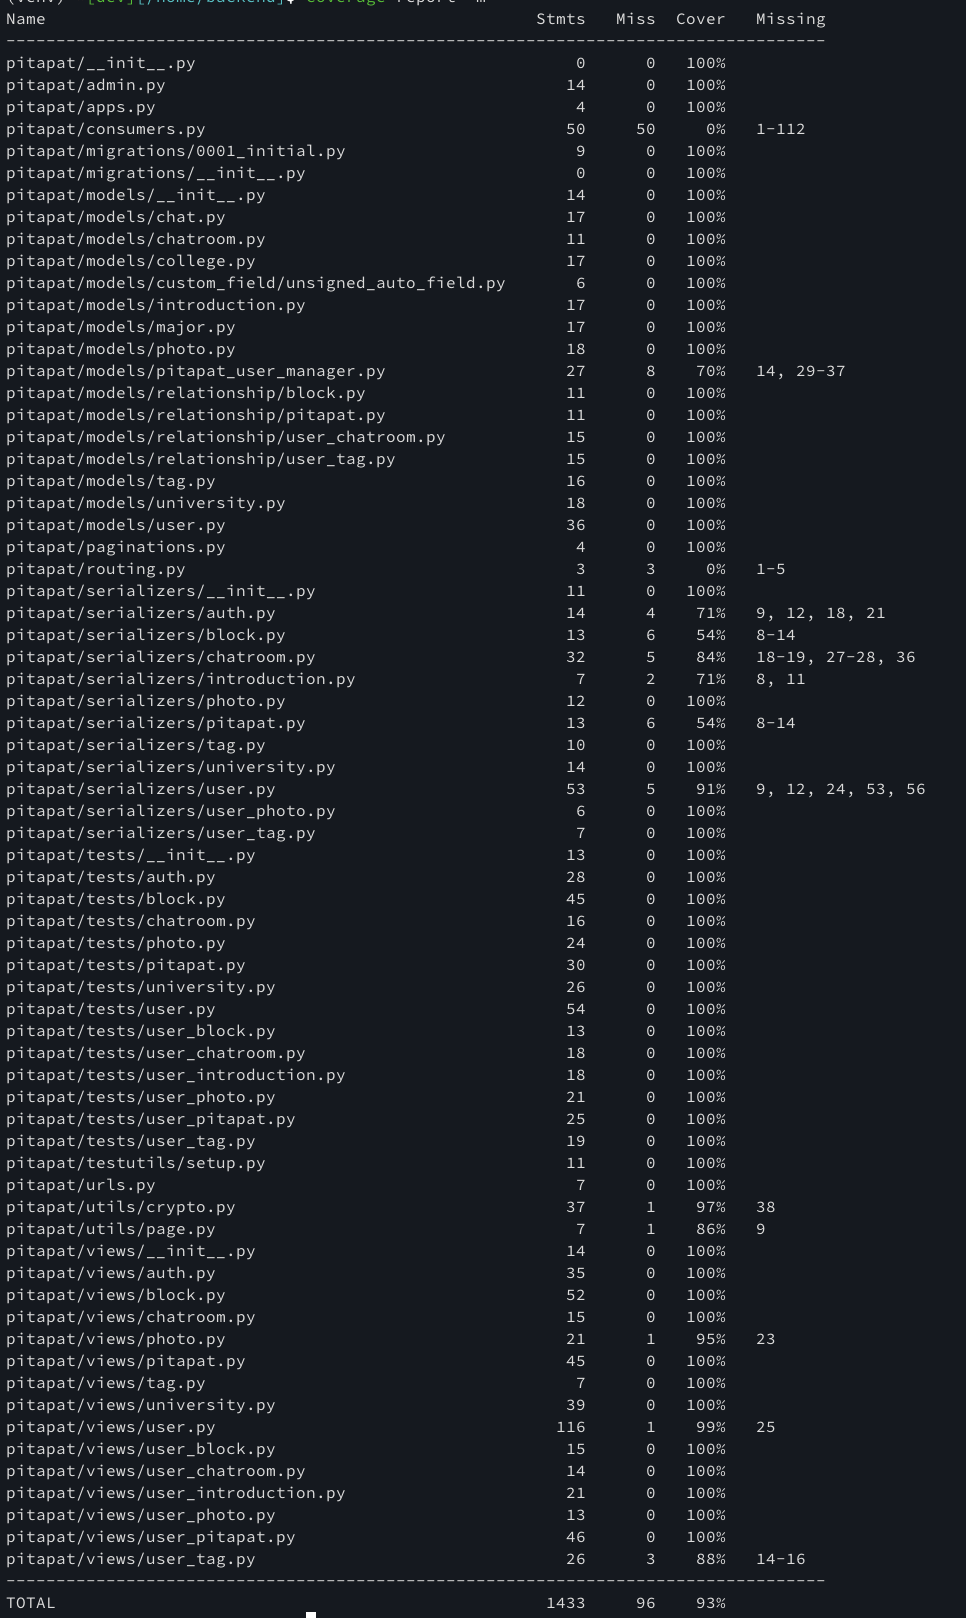 Name Stmts Miss Cover Missing
--------------------------------------------------------------------------------
pitapat/__init__.py 0 0 100%
pitapat/admin.py 14 0 100%
pitapat/apps.py 4 0 100%
pitapat/consumers.py 50 50 0% 1-112
pitapat/migrations/0001_initial.py 9 0 100%
pitapat/migrations/__init__.py 0 0 100%
pitapat/models/__init__.py 14 0 100%
pitapat/models/chat.py 17 0 100%
pitapat/models/chatroom.py 11 0 100%
pitapat/models/college.py 17 0 100%
pitapat/models/custom_field/unsigned_auto_field.py 6 0 100%
pitapat/models/introduction.py 17 0 100%
pitapat/models/major.py 17 0 100%
pitapat/models/photo.py 18 0 100%
pitapat/models/pitapat_user_manager.py 27 8 70% 14, 29-37
pitapat/models/relationship/block.py 11 0 100%
pitapat/models/relationship/pitapat.py 11 0 100%
pitapat/models/relationship/user_chatroom.py 15 0 100%
pitapat/models/relationship/user_tag.py 15 0 100%
pitapat/models/tag.py 16 0 100%
pitapat/models/university.py 18 0 100%
pitapat/models/user.py 36 0 100%
pitapat/paginations.py 4 0 100%
pitapat/routing.py 3 3 0% 1-5
pitapat/serializers/__init__.py 11 0 100%
pitapat/serializers/auth.py 14 4 71% 9, 12, 18, 21
pitapat/serializers/block.py 13 6 54% 8-14
pitapat/serializers/chatroom.py 32 5 84% 18-19, 27-28, 36
pitapat/serializers/introduction.py 7 2 71% 8, 11
pitapat/serializers/photo.py 12 0 100%
pitapat/serializers/pitapat.py 13 6 54% 8-14
pitapat/serializers/tag.py 10 0 100%
pitapat/serializers/university.py 14 0 100%
pitapat/serializers/user.py 53 5 91% 9, 12, 24, 53, 56
pitapat/serializers/user_photo.py 6 0 100%
pitapat/serializers/user_tag.py 7 0 100%
pitapat/tests/__init__.py 13 0 100%
pitapat/tests/auth.py 28 0 100%
pitapat/tests/block.py 45 0 100%
pitapat/tests/chatroom.py 16 0 100%
pitapat/tests/photo.py 24 0 100%
pitapat/tests/pitapat.py 30 0 100%
pitapat/tests/university.py 26 0 100%
pitapat/tests/user.py 54 0 100%
pitapat/tests/user_block.py 13 0 100%
pitapat/tests/user_chatroom.py 18 0 100%
pitapat/tests/user_introduction.py 18 0 100%
pitapat/tests/user_photo.py 21 0 100%
pitapat/tests/user_pitapat.py 25 0 100%
pitapat/tests/user_tag.py 19 0 100%
pitapat/testutils/setup.py 11 0 100%
pitapat/urls.py 7 0 100%
pitapat/utils/crypto.py 37 1 97% 38
pitapat/utils/page.py 7 1 86% 9
pitapat/views/__init__.py 14 0 100%
pitapat/views/auth.py 35 0 100%
pitapat/views/block.py 52 0 100%
pitapat/views/chatroom.py 15 0 100%
pitapat/views/photo.py 21 1 95% 23
pitapat/views/pitapat.py 45 0 100%
pitapat/views/tag.py 7 0 100%
pitapat/views/university.py 39 0 100%
pitapat/views/user.py 116 1 99% 25
pitapat/views/user_block.py 15 0 100%
pitapat/views/user_chatroom.py 14 0 100%
pitapat/views/user_introduction.py 21 0 100%
pitapat/views/user_photo.py 13 0 100%
pitapat/views/user_pitapat.py 46 0 100%
pitapat/views/user_tag.py 26 3 88% 14-16
--------------------------------------------------------------------------------
TOTAL 1433 96 93%